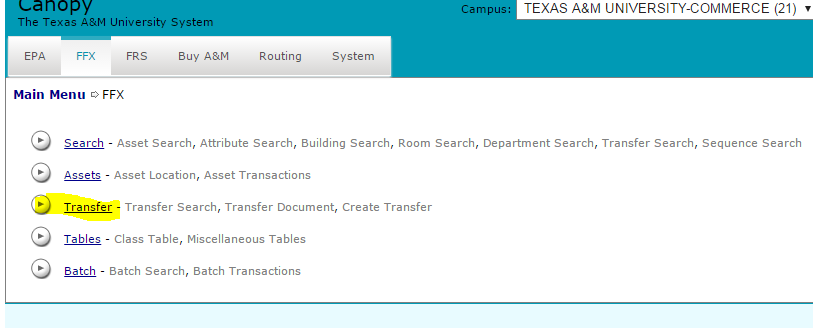 Canopy
The Texas A&M University System
Campus: TEXAS A&M UNIVERSITY-COMMERCE (21)
EPA FFX FRS Buy A&M Routing System
Main Menu ⇨ FFX
Search - Asset Search, Attribute Search, Building Search, Room Search, Department Search, Transfer Search, Sequence Search
Assets - Asset Location, Asset Transactions
Transfer - Transfer Search, Transfer Document, Create Transfer
Tables - Class Table, Miscellaneous Tables
Batch - Batch Search, Batch Transactions